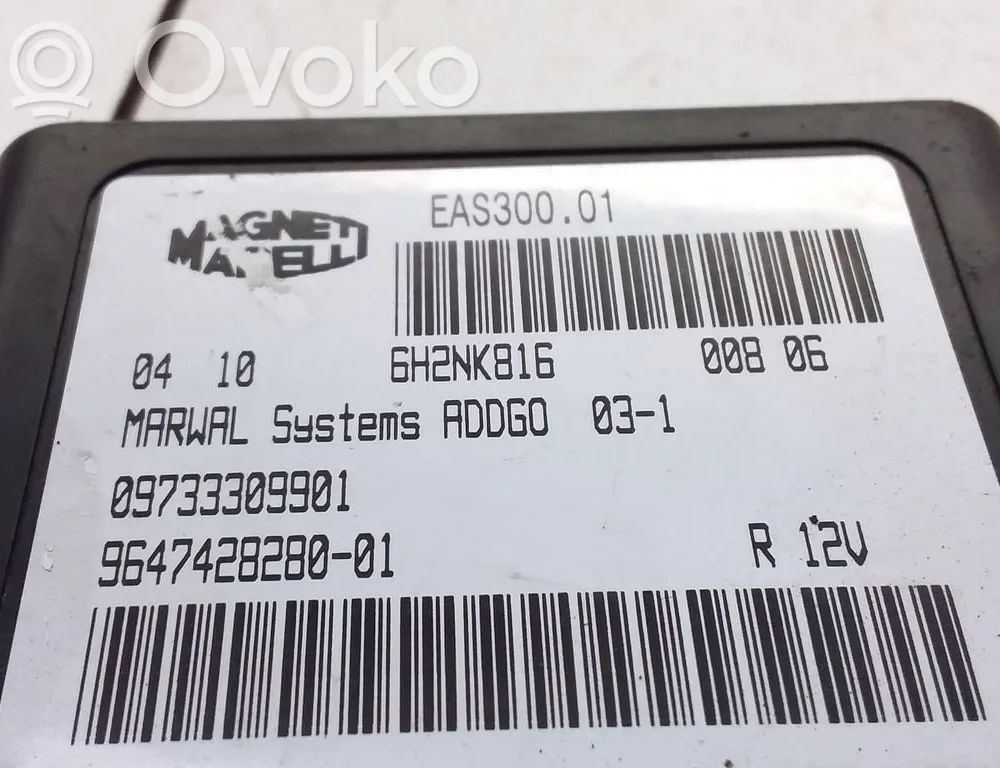 Ovoko
EAS300.01
MAGNETI
MARELLI
6H2NK816 008 06
04 10
MARWAL Systems ADDGO 03-1
09733309901
9647428280-01
R 12V